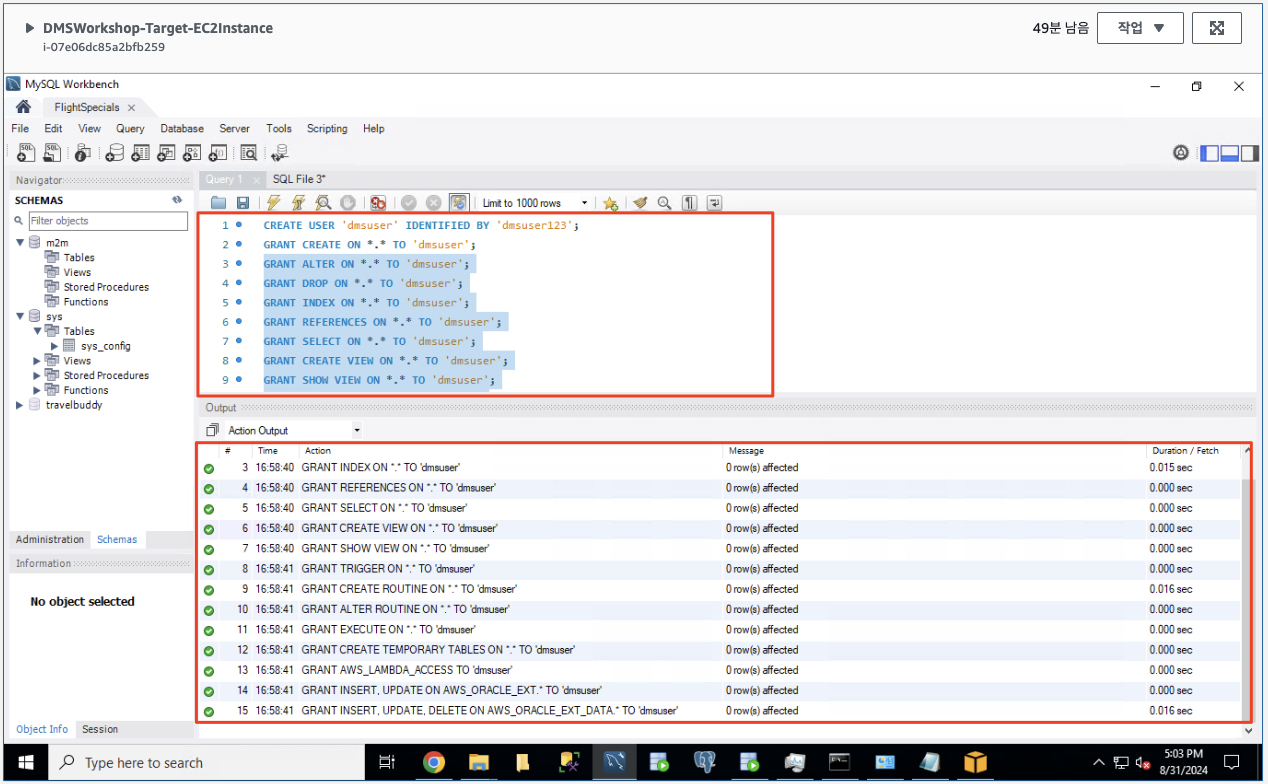 DMSWorkshop-Target-EC2Instance
i-07e06dc85a2bfb259
49분 남음
작업
MySQL Workbench
FlightSpecials
File Edit View Query Database Server Tools Scripting Help
Navigator
SCHEMAS
Filter objects
m2m
Tables
Views
Stored Procedures
Functions
sys
Tables
sys_config
Views
Stored Procedures
Functions
travelbuddy
Administration Schemas
Information
No object selected
Object Info Session
Query 1 SQL File 3*
Limit to 1000 rows
1 CREATE USER 'dmsuser' IDENTIFIED BY 'dmsuser123';
2 GRANT CREATE ON *.* TO 'dmsuser';
3 GRANT ALTER ON *.* TO 'dmsuser';
4 GRANT DROP ON *.* TO 'dmsuser';
5 GRANT INDEX ON *.* TO 'dmsuser';
6 GRANT REFERENCES ON *.* TO 'dmsuser';
7 GRANT SELECT ON *.* TO 'dmsuser';
8 GRANT CREATE VIEW ON *.* TO 'dmsuser';
9 GRANT SHOW VIEW ON *.* TO 'dmsuser';
Output
Action Output
# Time Action Message Duration / Fetch
3 16:58:40 GRANT INDEX ON *.* TO 'dmsuser' 0 row(s) affected 0.015 sec
4 16:58:40 GRANT REFERENCES ON *.* TO 'dmsuser' 0 row(s) affected 0.000 sec
5 16:58:40 GRANT SELECT ON *.* TO 'dmsuser' 0 row(s) affected 0.000 sec
6 16:58:40 GRANT CREATE VIEW ON *.* TO 'dmsuser' 0 row(s) affected 0.000 sec
7 16:58:40 GRANT SHOW VIEW ON *.* TO 'dmsuser' 0 row(s) affected 0.000 sec
8 16:58:41 GRANT TRIGGER ON *.* TO 'dmsuser' 0 row(s) affected 0.000 sec
9 16:58:41 GRANT CREATE ROUTINE ON *.* TO 'dmsuser' 0 row(s) affected 0.016 sec
10 16:58:41 GRANT ALTER ROUTINE ON *.* TO 'dmsuser' 0 row(s) affected 0.000 sec
11 16:58:41 GRANT EXECUTE ON *.* TO 'dmsuser' 0 row(s) affected 0.000 sec
12 16:58:41 GRANT CREATE TEMPORARY TABLES ON *.* TO 'dmsuser' 0 row(s) affected 0.000 sec
13 16:58:41 GRANT AWS_LAMBDA_ACCESS TO 'dmsuser' 0 row(s) affected 0.000 sec
14 16:58:41 GRANT INSERT, UPDATE ON AWS_ORACLE_EXT.* TO 'dmsuser' 0 row(s) affected 0.000 sec
15 16:58:41 GRANT INSERT, UPDATE, DELETE ON AWS_ORACLE_EXT_DATA.* TO 'dmsuser' 0 row(s) affected 0.016 sec
Type here to search
5:03 PM
8/31/2024